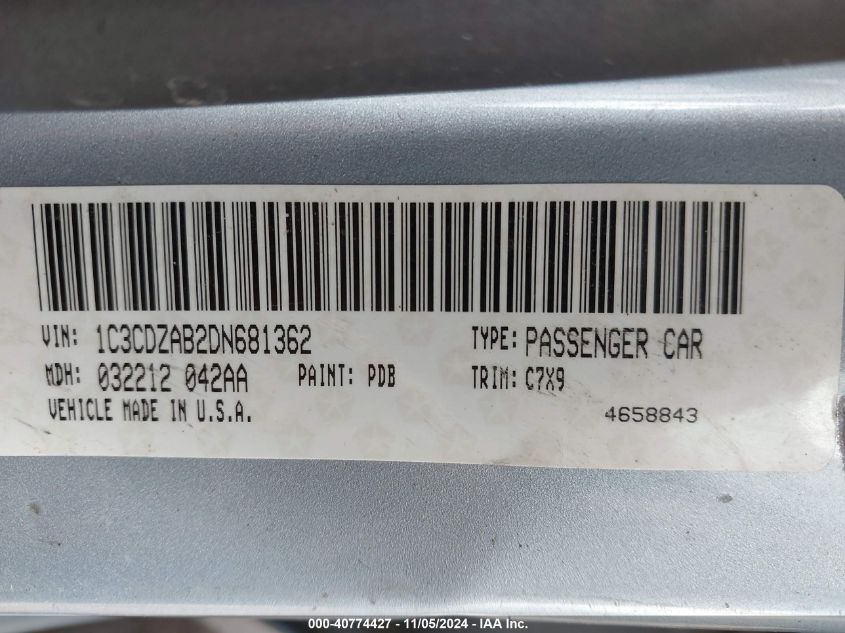 VIN: 1C3CDZAB2DN681362 TYPE: PASSENGER CAR
MDH: 032212 042AA PAINT: PDB TRIM: C7X9
VEHICLE MADE IN U.S.A. 4658843
000-40774427 - 11/05/2024 - IAA Inc.